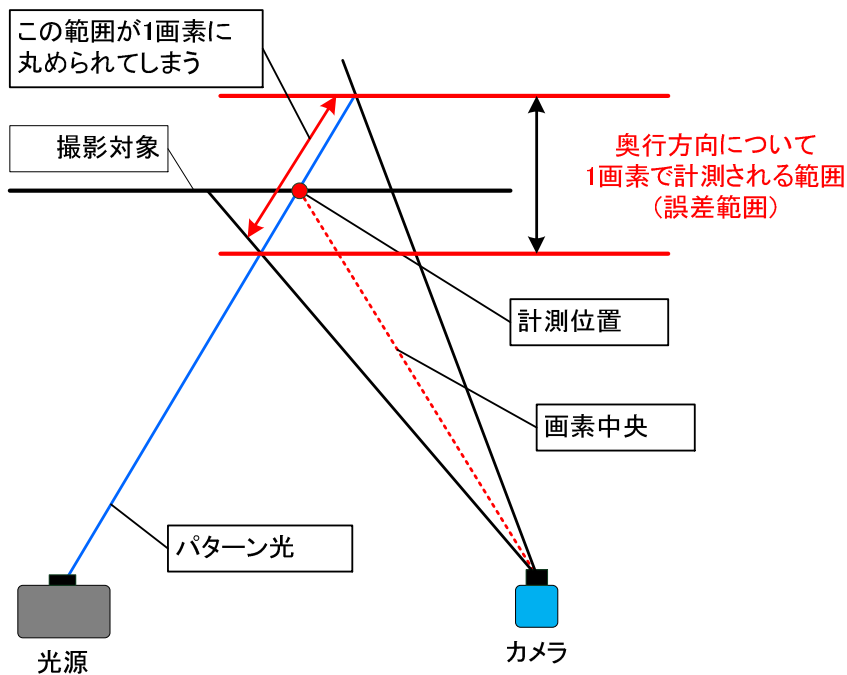 この範囲が1画素に
丸められてしまう
撮影対象
奥行方向について
1画素で計測される範囲
(誤差範囲)
計測位置
画素中央
パターン光
光源
カメラ